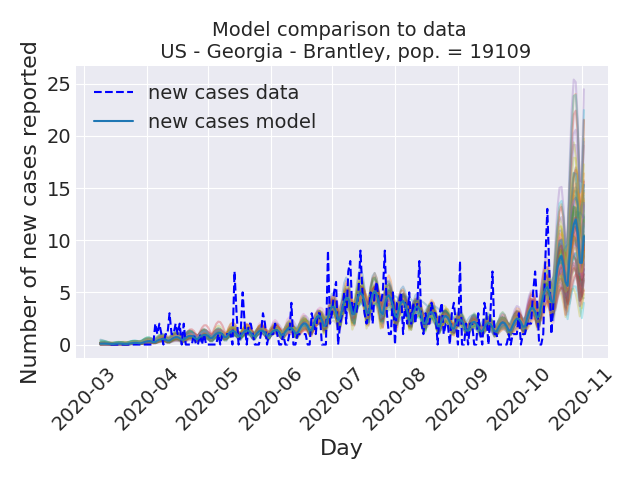 Model comparison to data
US - Georgia - Brantley, pop. = 19109
Number of new cases reported
25
20
15
10
5
0
new cases data
new cases model
2020-03
2020-04
2020-05
2020-06
2020-07
2020-08
2020-09
2020-10
2020-11
Day